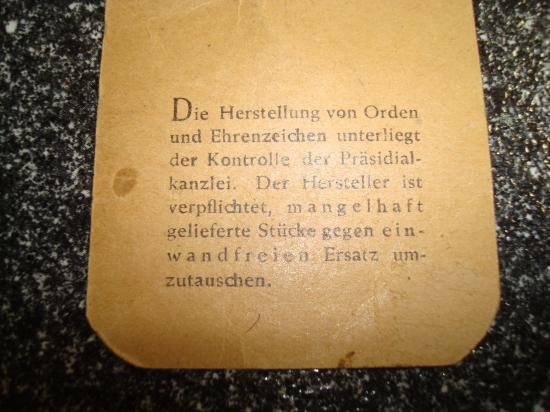 Die Herstellung von Orden
und Ehrenzeichen unterliegt
der Kontrolle der Präsidial-
kanzlei. Der Hersteller ist
verpflichtet, mangelhaft
gelieferte Stücke gegen ein-
wandfreien Ersatz um-
zutauschen.